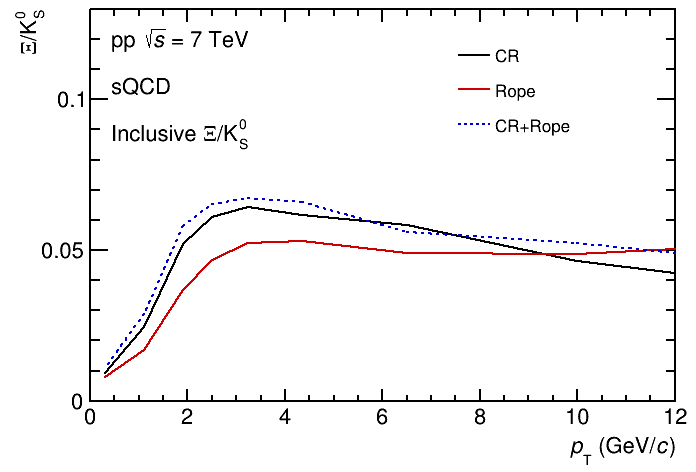 Ξ/K⁰_S
pp √s = 7 TeV
sQCD
Inclusive Ξ/K⁰_S
CR
Rope
CR+Rope
0.1
0.05
0
0 2 4 6 8 10 12
p_T (GeV/c)